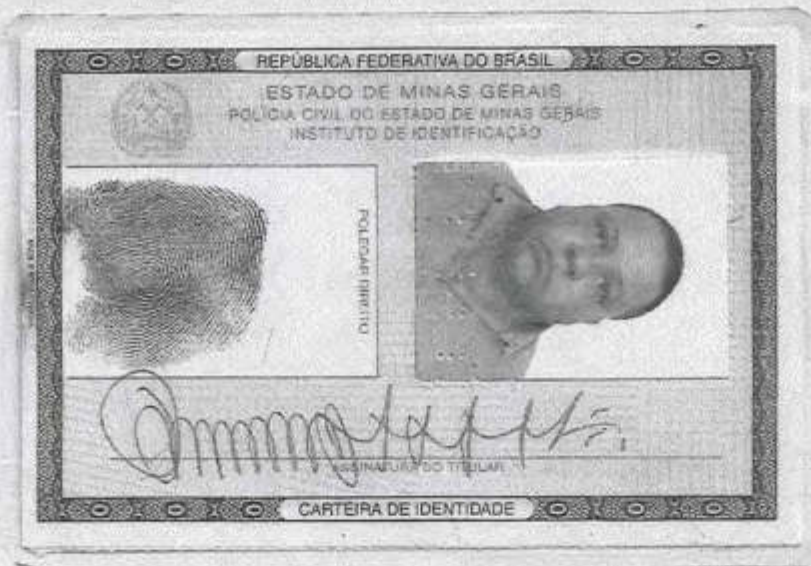 REPÚBLICA FEDERATIVA DO BRASIL
ESTADO DE MINAS GERAIS
POLÍCIA CIVIL DO ESTADO DE MINAS GERAIS
INSTITUTO DE IDENTIFICAÇÃO
POLEGAR DIREITO
ASSINATURA DO TITULAR
CARTEIRA DE IDENTIDADE